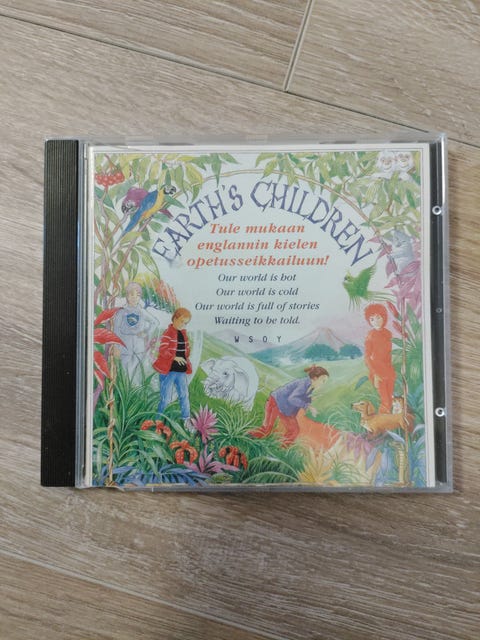 EARTH'S CHILDREN
Tule mukaan
englannin kielen
opetusseikkailuun!
Our world is hot
Our world is cold
Our world is full of stories
Waiting to be told.
W S O Y